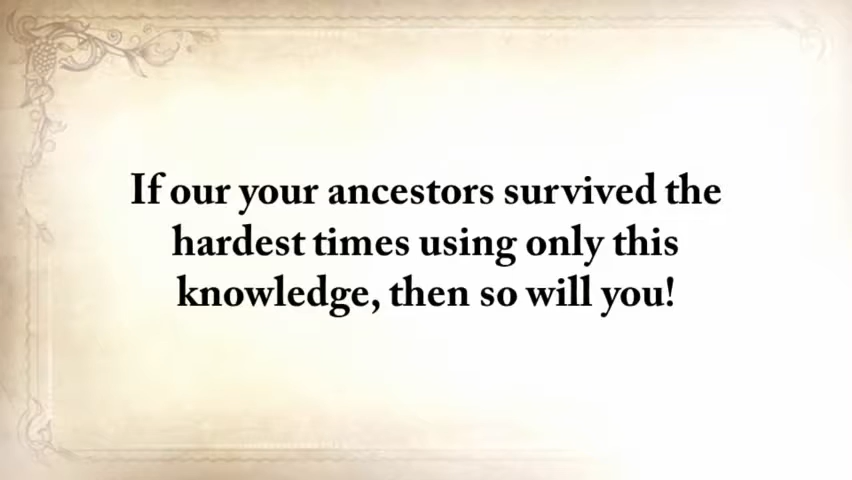 If our your ancestors survived the
hardest times using only this
knowledge, then so will you!